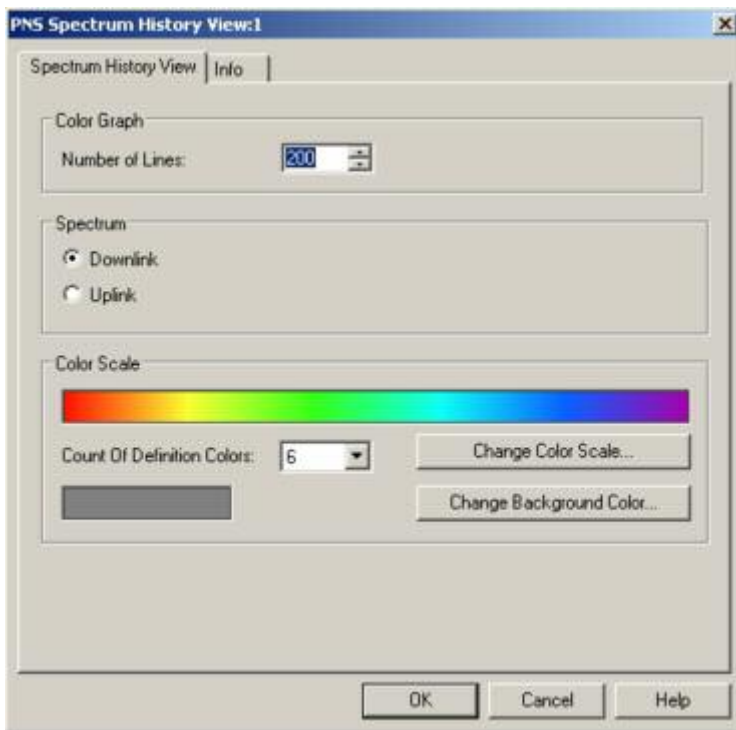 PNS Spectrum History View:1
Spectrum History View Info
Color Graph
Number of Lines: 200
Spectrum
Downlink
Uplink
Color Scale
Count Of Definition Colors: 6 Change Color Scale...
Change Background Color...
OK Cancel Help